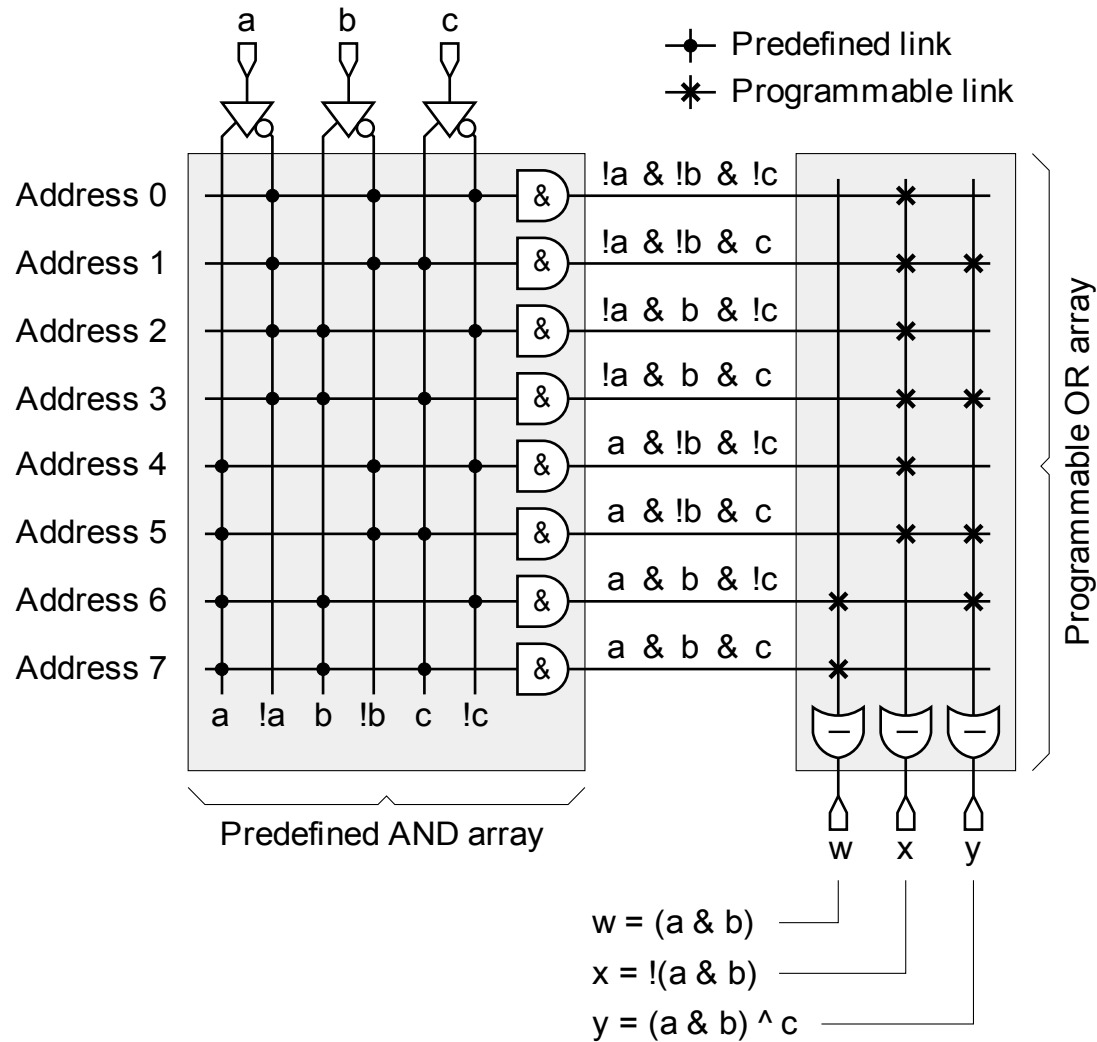 a b c
Predefined link
Programmable link
Address 0 & !a & !b & !c
Address 1 & !a & !b & c
Address 2 & !a & b & !c
Address 3 & !a & b & c
Address 4 & a & !b & !c
Address 5 & a & !b & c
Address 6 & a & b & !c
Address 7 & a & b & c
a !a b !b c !c
| | |
Predefined AND array
Programmable OR array
w x y
w = (a & b)
x = !(a & b)
y = (a & b) ^ c